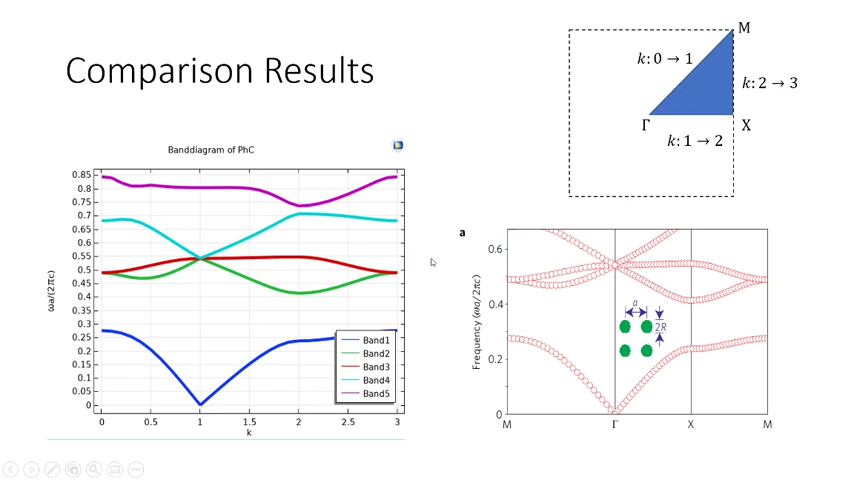 Comparison Results
M
k: 0 → 1
k: 2 → 3
Γ
X
k: 1 → 2
Banddiagram of PhC
0.85
0.8
0.75
0.7
0.65
0.6
0.55
0.5
0.45
0.4
0.35
0.3
0.25
0.2
0.15
0.1
0.05
0
ωa/(2πc)
Band1
Band2
Band3
Band4
Band5
0 0.5 1 1.5 2 2.5 3
k
a
0.6
0.4
0.2
0
Frequency (ωa/2πc)
a
2R
M Γ X M